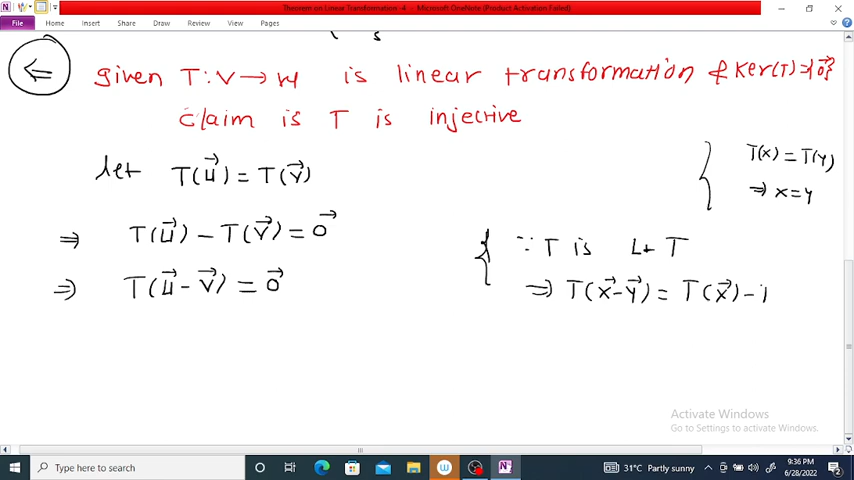 Theorem on Linear Transformation -4 - Microsoft OneNote (Product Activation Failed)
File Home Insert Share Draw History Review View Pages
⇐ given T: V → W is linear transformation & Ker(T)={0⃗}
Claim is T is injective
let T(u⃗) = T(v⃗)
T(x) = T(y)
⇒ x = y
⇒ T(u⃗) - T(v⃗) = 0⃗
∵ T is L T
⇒ T(u⃗ - v⃗) = 0⃗
⇒ T(x⃗ - y⃗) = T(x⃗) -
Activate Windows
Go to Settings to activate Windows.
Type here to search
31°C Partly sunny
9:36 PM
6/28/2022